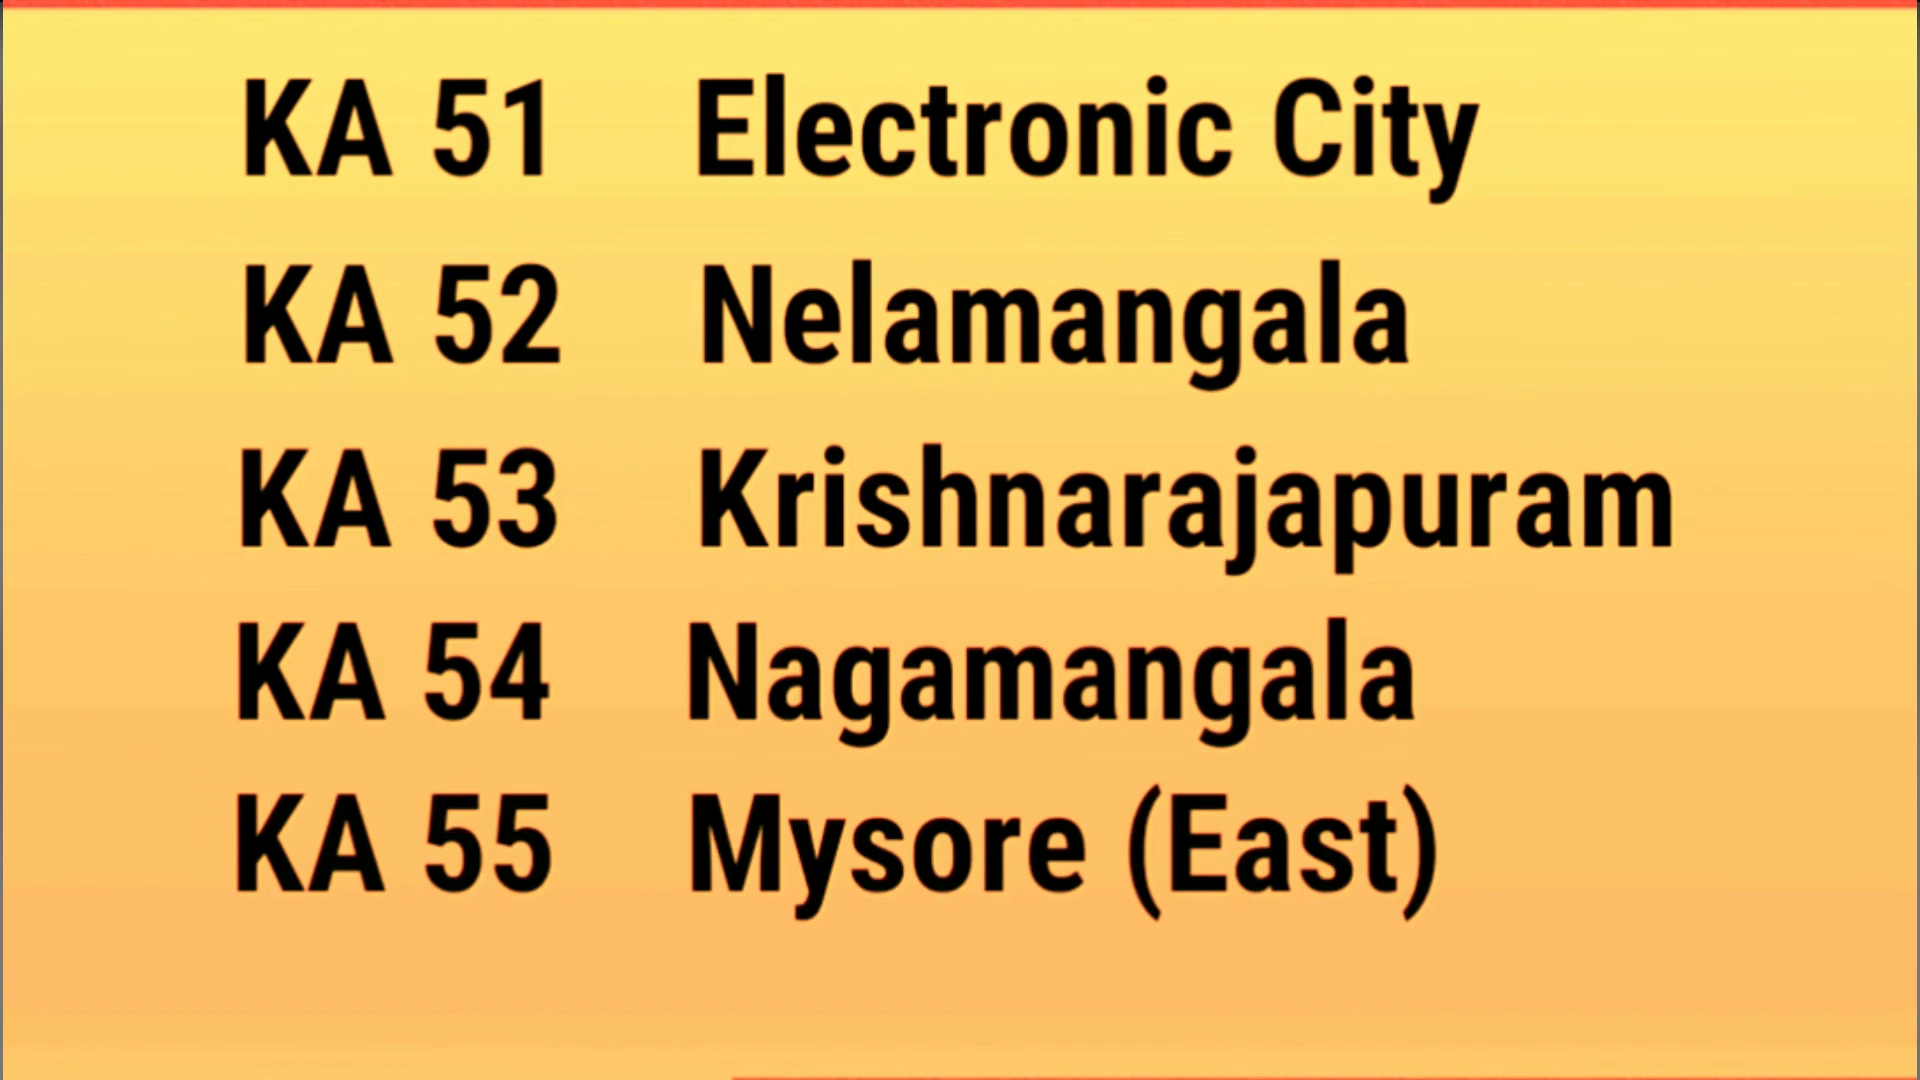 KA 51 Electronic City
KA 52 Nelamangala
KA 53 Krishnarajapuram
KA 54 Nagamangala
KA 55 Mysore (East)